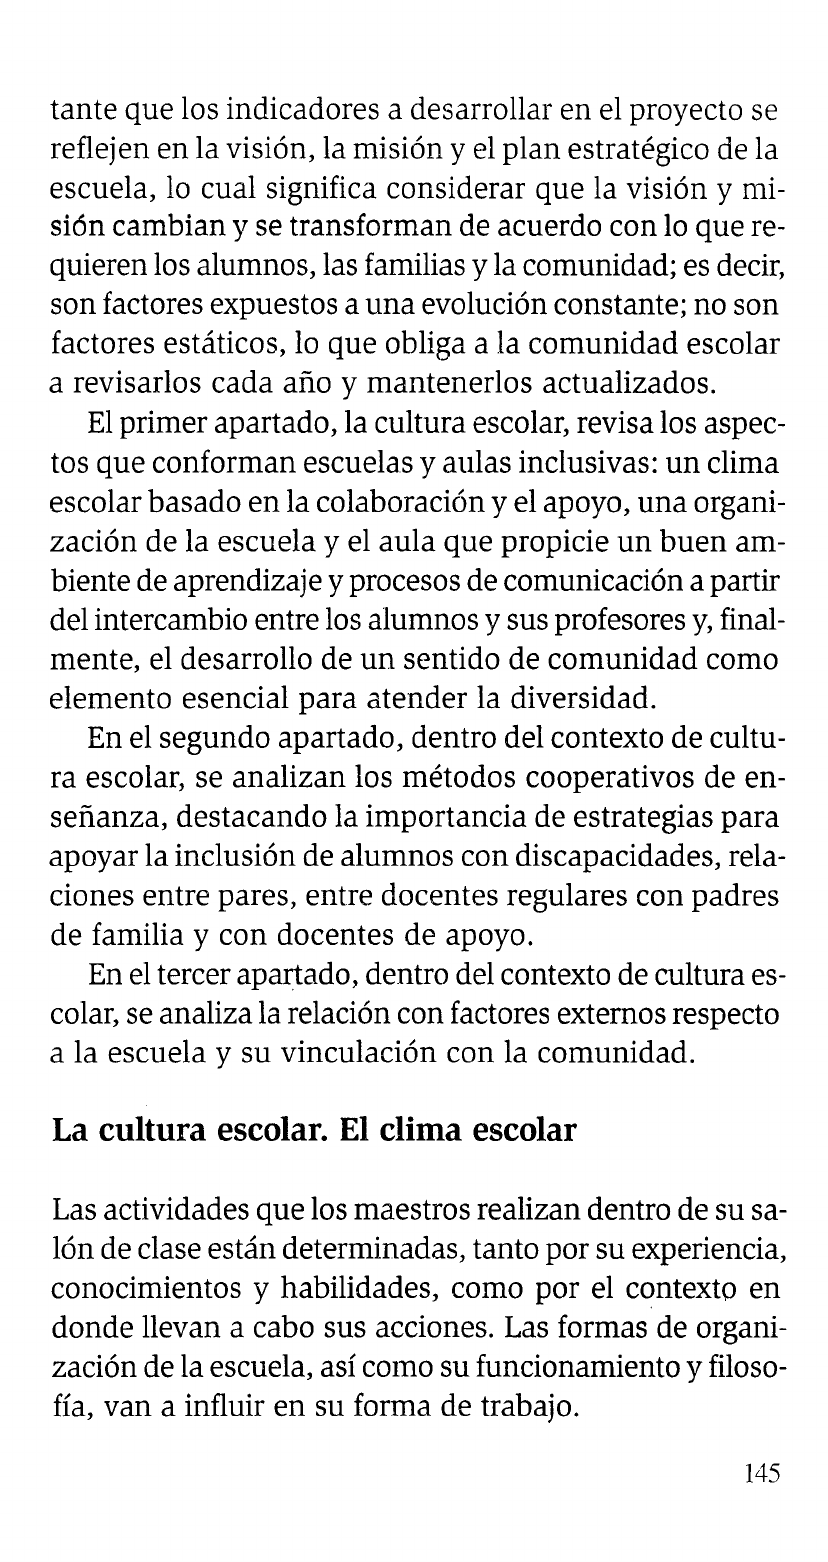 tante que los indicadores a desarrollar en el proyecto se
reflejen en la visión, la misión y el plan estratégico de la
escuela, lo cual significa considerar que la visión y mi-
sión cambian y se transforman de acuerdo con lo que re-
quieren los alumnos, las familias y la comunidad; es decir,
son factores expuestos a una evolución constante; no son
factores estáticos, lo que obliga a la comunidad escolar
a revisarlos cada año y mantenerlos actualizados.
El primer apartado, la cultura escolar, revisa los aspec-
tos que conforman escuelas y aulas inclusivas: un clima
escolar basado en la colaboración y el apoyo, una organi-
zación de la escuela y el aula que propicie un buen am-
biente de aprendizaje y procesos de comunicación a partir
del intercambio entre los alumnos y sus profesores y, final-
mente, el desarrollo de un sentido de comunidad como
elemento esencial para atender la diversidad.
En el segundo apartado, dentro del contexto de cultu-
ra escolar, se analizan los métodos cooperativos de en-
señanza, destacando la importancia de estrategias para
apoyar la inclusión de alumnos con discapacidades, rela-
ciones entre pares, entre docentes regulares con padres
de familia y con docentes de apoyo.
En el tercer apartado, dentro del contexto de cultura es-
colar, se analiza la relación con factores externos respecto
a la escuela y su vinculación con la comunidad.
La cultura escolar. El clima escolar
Las actividades que los maestros realizan dentro de su sa-
lón de clase están determinadas, tanto por su experiencia,
conocimientos y habilidades, como por el contexto en
donde llevan a cabo sus acciones. Las formas de organi-
zación de la escuela, así como su funcionamiento y filoso-
fía, van a influir en su forma de trabajo.
145